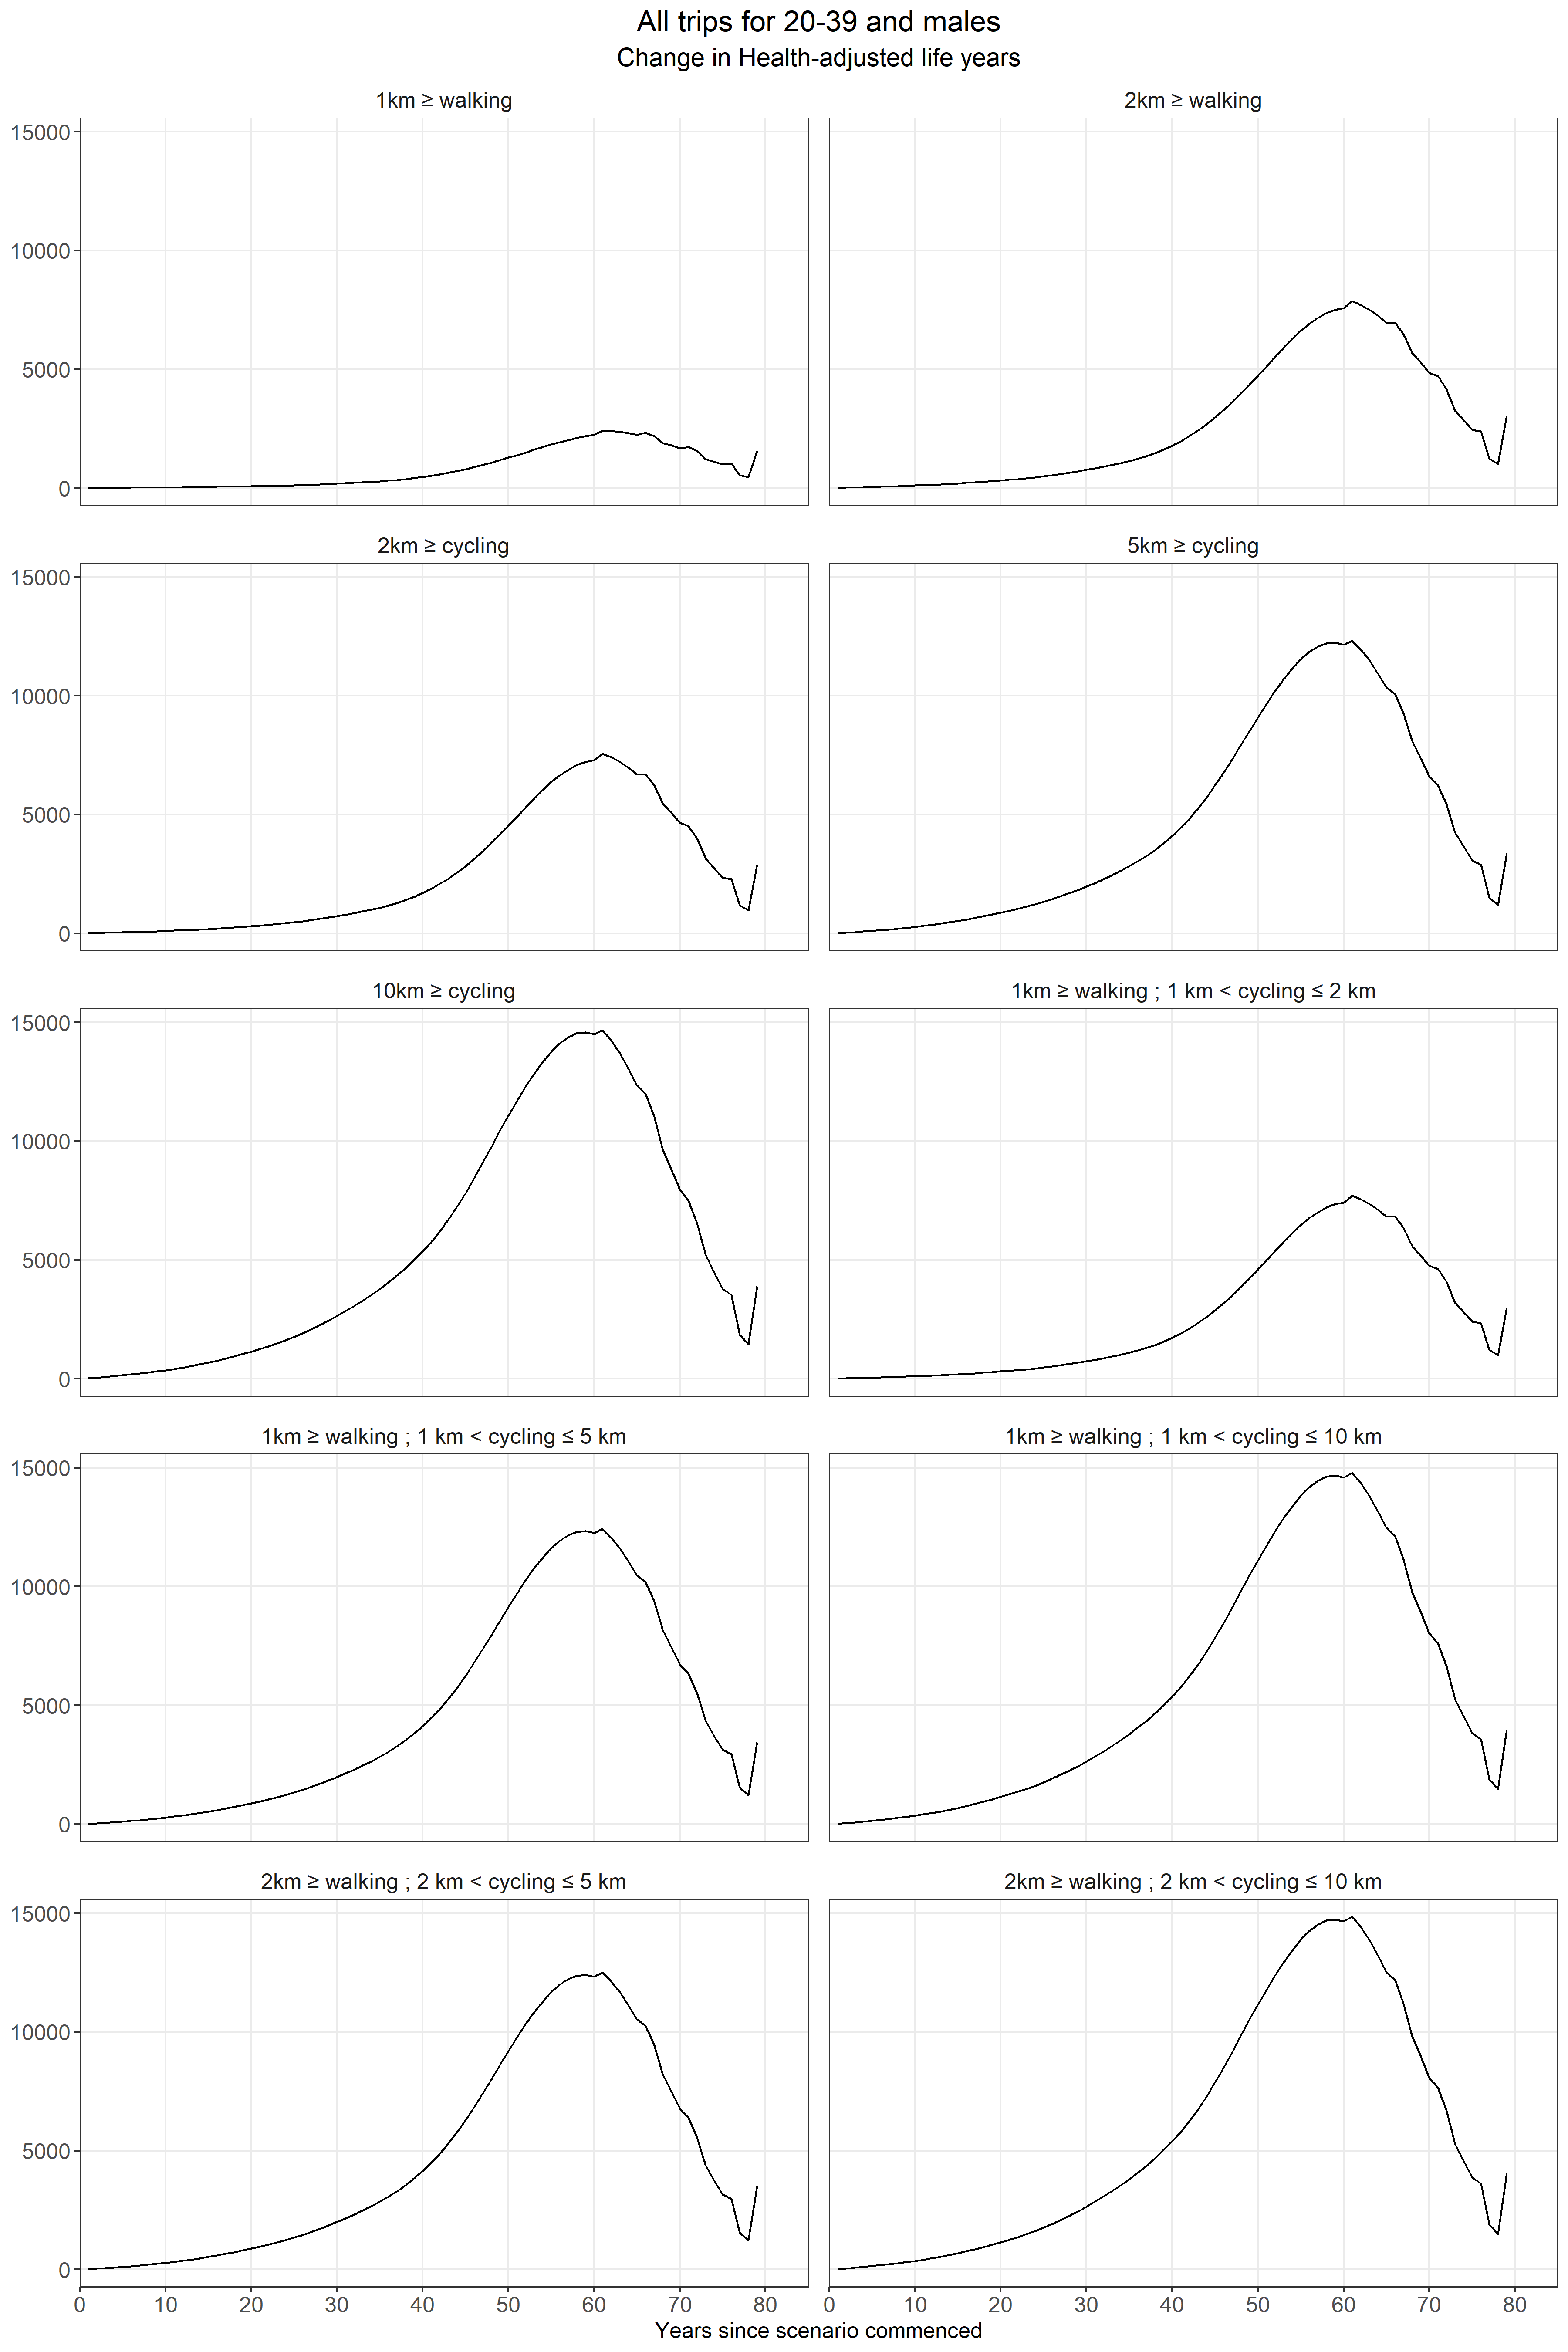 All trips for 20-39 and males
Change in Health-adjusted life years
1km ≥ walking
2km ≥ walking
15000
10000
5000
0
2km ≥ cycling
5km ≥ cycling
15000
10000
5000
0
10km ≥ cycling
1km ≥ walking ; 1 km < cycling ≤ 2 km
15000
10000
5000
0
1km ≥ walking ; 1 km < cycling ≤ 5 km
1km ≥ walking ; 1 km < cycling ≤ 10 km
15000
10000
5000
0
2km ≥ walking ; 2 km < cycling ≤ 5 km
2km ≥ walking ; 2 km < cycling ≤ 10 km
15000
10000
5000
0
0 10 20 30 40 50 60 70 80
0 10 20 30 40 50 60 70 80
Years since scenario commenced